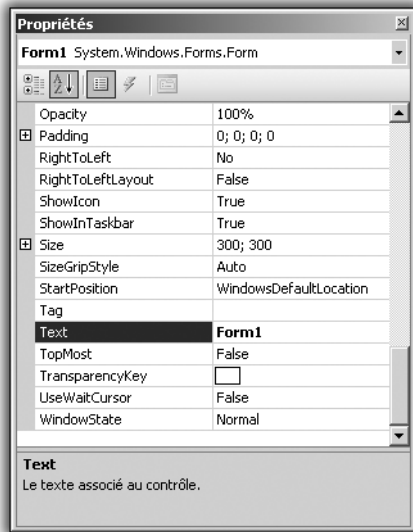 Propriétés
Form1 System.Windows.Forms.Form
Opacity 100%
Padding 0; 0; 0; 0
RightToLeft No
RightToLeftLayout False
ShowIcon True
ShowInTaskbar True
Size 300; 300
SizeGripStyle Auto
StartPosition WindowsDefaultLocation
Tag
Text Form1
TopMost False
TransparencyKey
UseWaitCursor False
WindowState Normal
Text
Le texte associé au contrôle.